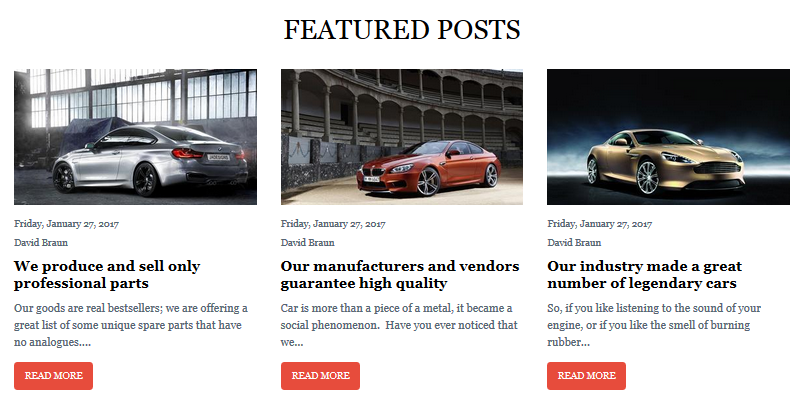 FEATURED POSTS
Friday, January 27, 2017
David Braun
We produce and sell only
professional parts
Our goods are real bestsellers; we are offering a
great list of some unique spare parts that have
no analogues....
READ MORE
Friday, January 27, 2017
David Braun
Our manufacturers and vendors
guarantee high quality
Car is more than a piece of a metal, it became a
social phenomenon.  Have you ever noticed that
we...
READ MORE
Friday, January 27, 2017
David Braun
Our industry made a great
number of legendary cars
So, if you like listening to the sound of your
engine, or if you like the smell of burning
rubber...
READ MORE